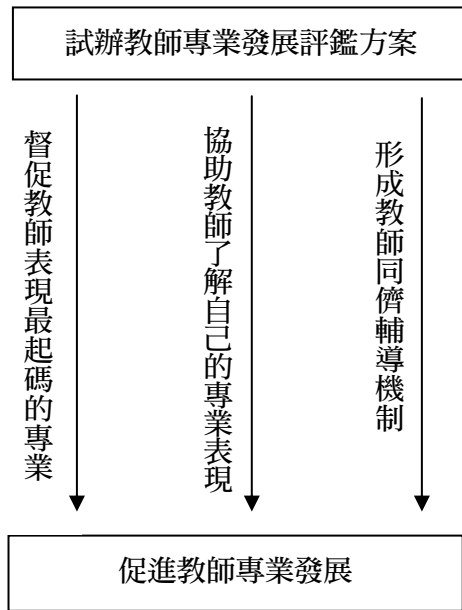 試辦教師專業發展評鑑方案
督促教師表現最起碼的專業
協助教師了解自己的專業表現
形成教師同儕輔導機制
促進教師專業發展